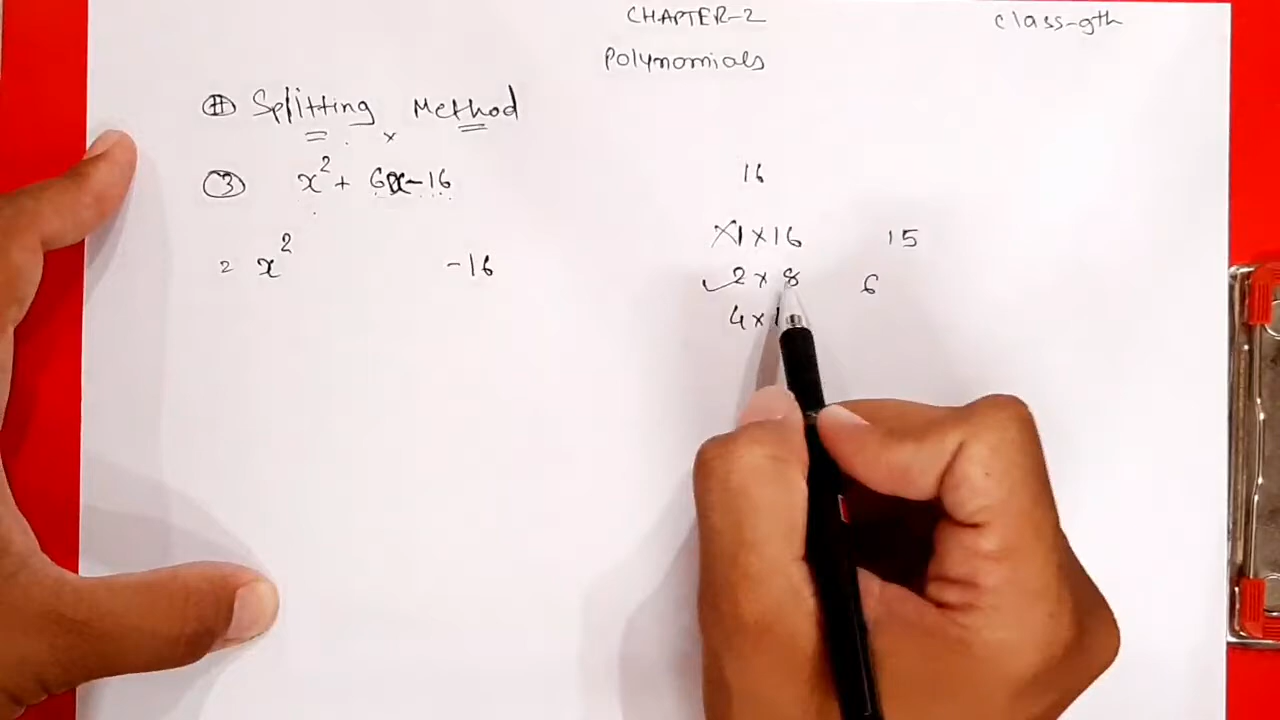 CHAPTER-2
class-9th
Polynomials
# Splitting Method
③ x² + 6x - 16
= x² -16
16
1×16 15
2×8 6
4×